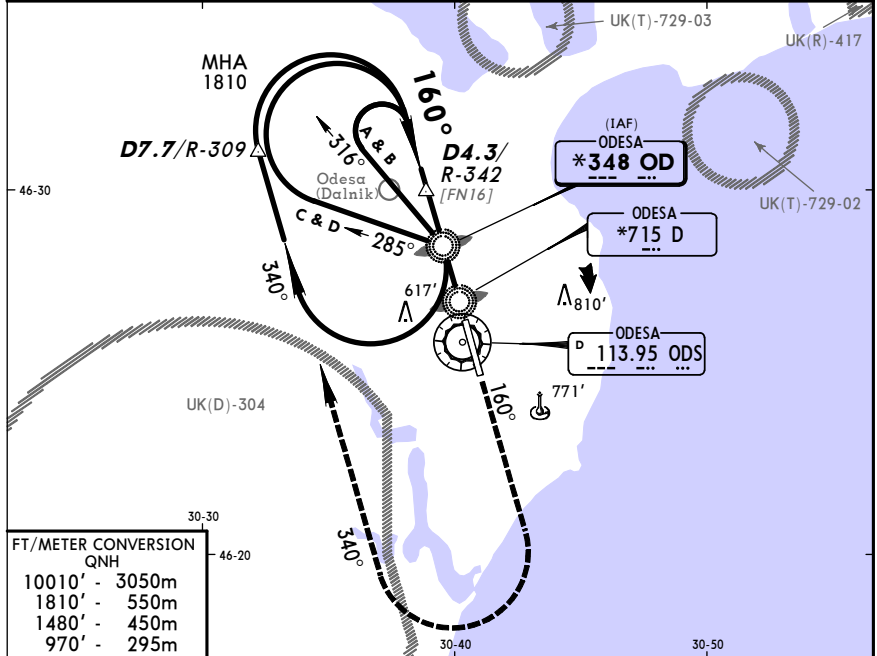 UK(T)-729-03
UK(R)-417
MHA
1810
160°
D7.7/R-309
316°
A & B
D4.3/
R-342
[FN16]
(IAF)
ODESA
*348 OD
Odesa
(Dalnik)
46-30
UK(T)-729-02
C & D
285°
ODESA
*715 D
340°
617'
810'
ODESA
D 113.95 ODS
UK(D)-304
160°
771'
30-30
340°
46-20
FT/METER CONVERSION
QNH
10010' - 3050m
1810' - 550m
1480' - 450m
970' - 295m
30-40
30-50